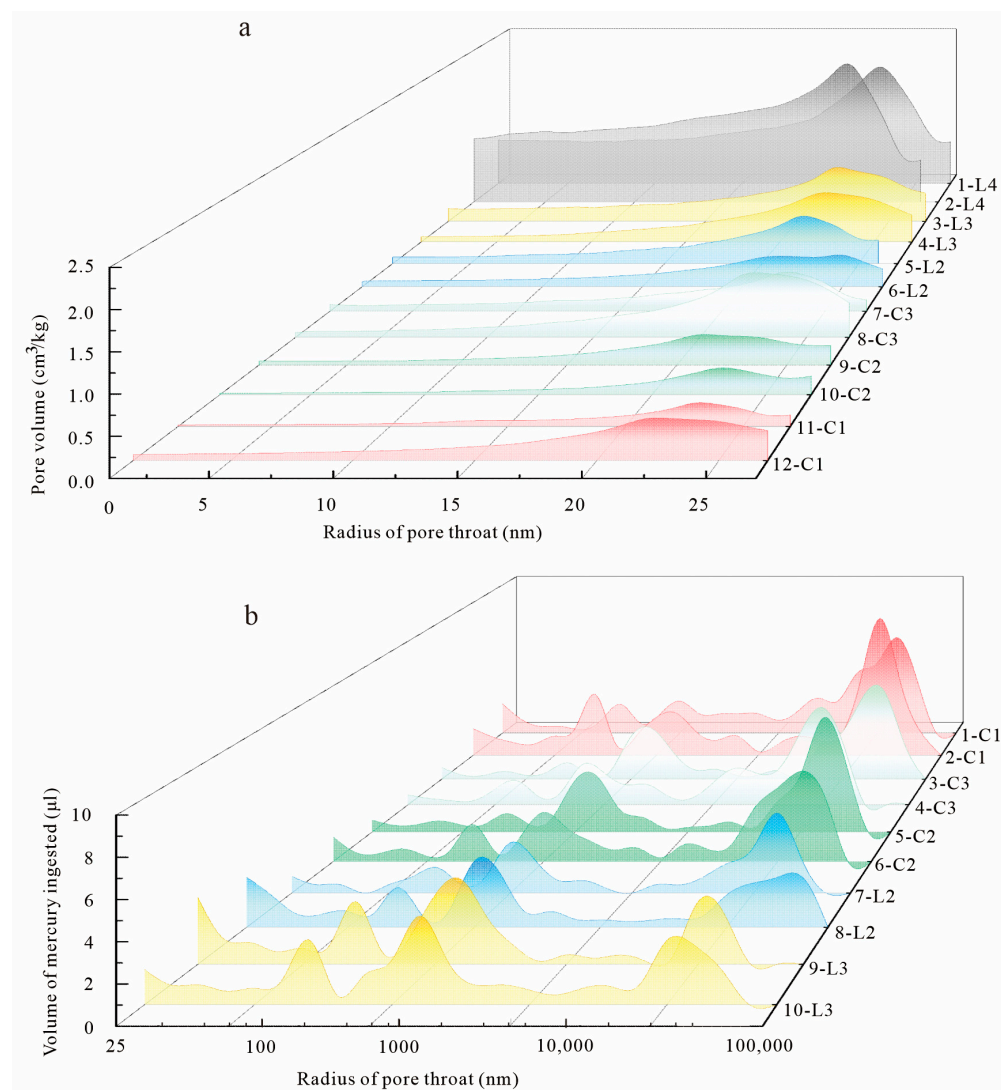 a
1-L4
2-L4
3-L3
4-L3
5-L2
6-L2
7-C3
8-C3
9-C2
10-C2
11-C1
12-C1
2.5
2.0
1.5
1.0
0.5
0.0
Pore volume (cm³/kg)
0 5 10 15 20 25
Radius of pore throat (nm)
b
1-C1
2-C1
3-C3
4-C3
5-C2
6-C2
7-L2
8-L2
9-L3
10-L3
10
8
6
4
2
0
Volume of mercury ingested (μl)
25 100 1000 10,000 100,000
Radius of pore throat (nm)